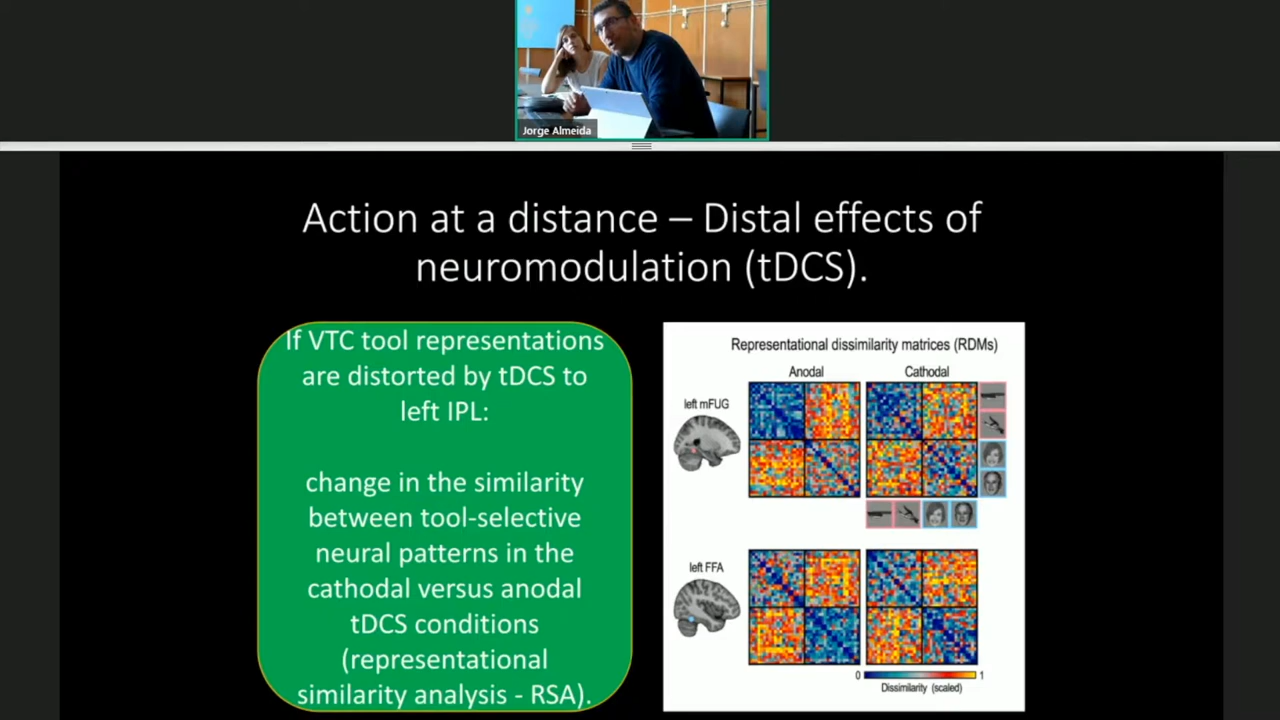 Jorge Almeida
Action at a distance – Distal effects of
neuromodulation (tDCS).
If VTC tool representations
are distorted by tDCS to
left IPL:
change in the similarity
between tool-selective
neural patterns in the
cathodal versus anodal
tDCS conditions
(representational
similarity analysis - RSA).
Representational dissimilarity matrices (RDMs)
Anodal
Cathodal
left mFUG
left FFA
0
1
Dissimilarity (scaled)